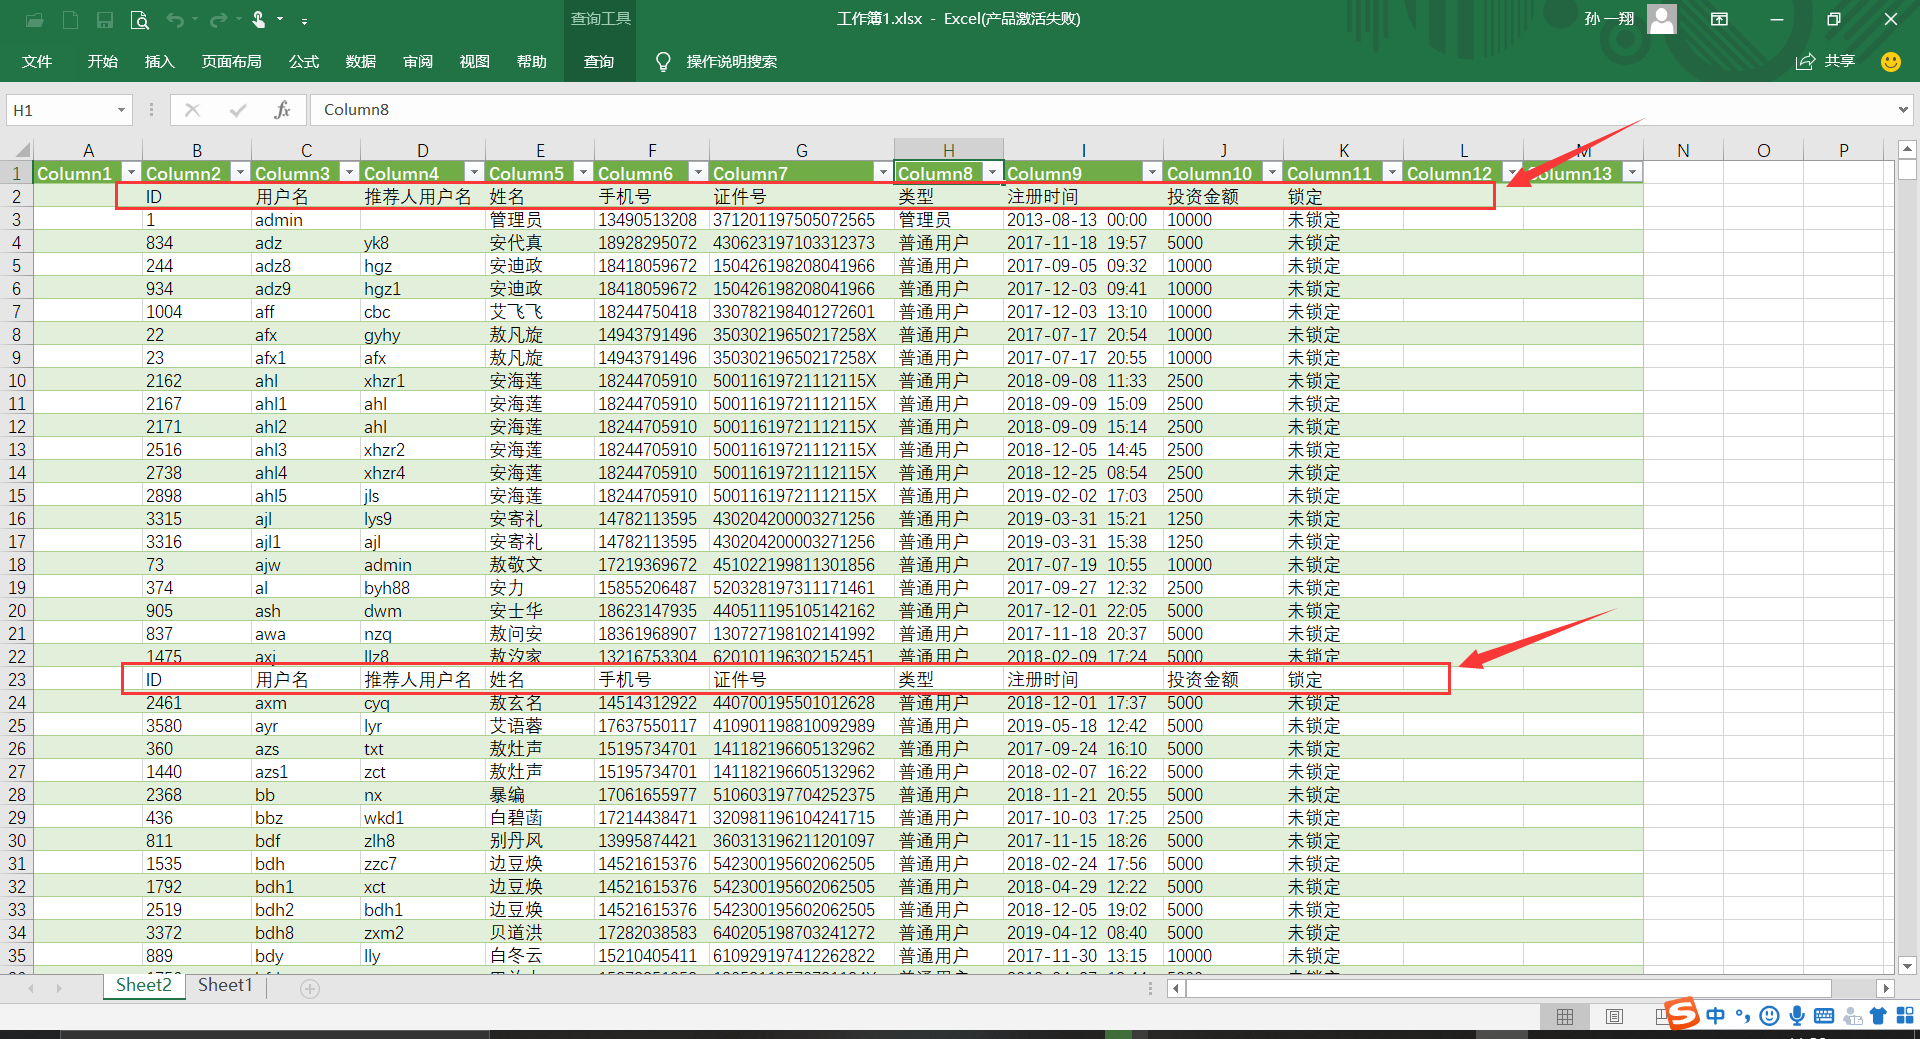 查询工具 工作簿1.xlsx - Excel(产品激活失败) 孙 一翔
文件 开始 插入 页面布局 公式 数据 审阅 视图 帮助 查询 操作说明搜索 共享
H1 fx Column8
A B C D E F G H I J K L M N O P
1 Column1 Column2 Column3 Column4 Column5 Column6 Column7 Column8 Column9 Column10 Column11 Column12 Column13
2 ID 用户名 推荐人用户名 姓名 手机号 证件号 类型 注册时间 投资金额 锁定
3 1 admin 管理员 13490513208 371201197505072565 管理员 2013-08-13 00:00 10000 未锁定
4 834 adz yk8 安代真 18928295072 430623197103312373 普通用户 2017-11-18 19:57 5000 未锁定
5 244 adz8 hgz 安迪政 18418059672 150426198208041966 普通用户 2017-09-05 09:32 10000 未锁定
6 934 adz9 hgz1 安迪政 18418059672 150426198208041966 普通用户 2017-12-03 09:41 10000 未锁定
7 1004 aff cbc 艾飞飞 18244750418 330782198401272601 普通用户 2017-12-03 13:10 10000 未锁定
8 22 afx gyhy 敖凡旋 14943791496 35030219650217258X 普通用户 2017-07-17 20:54 10000 未锁定
9 23 afx1 afx 敖凡旋 14943791496 35030219650217258X 普通用户 2017-07-17 20:55 10000 未锁定
10 2162 ahl xhzr1 安海莲 18244705910 50011619721112115X 普通用户 2018-09-08 11:33 2500 未锁定
11 2167 ahl1 ahl 安海莲 18244705910 50011619721112115X 普通用户 2018-09-09 15:09 2500 未锁定
12 2171 ahl2 ahl 安海莲 18244705910 50011619721112115X 普通用户 2018-09-09 15:14 2500 未锁定
13 2516 ahl3 xhzr2 安海莲 18244705910 50011619721112115X 普通用户 2018-12-05 14:45 2500 未锁定
14 2738 ahl4 xhzr4 安海莲 18244705910 50011619721112115X 普通用户 2018-12-25 08:54 2500 未锁定
15 2898 ahl5 jls 安海莲 18244705910 50011619721112115X 普通用户 2019-02-02 17:03 2500 未锁定
16 3315 ajl lys9 安寄礼 14782113595 430204200003271256 普通用户 2019-03-31 15:21 1250 未锁定
17 3316 ajl1 ajl 安寄礼 14782113595 430204200003271256 普通用户 2019-03-31 15:38 1250 未锁定
18 73 ajw admin 敖敬文 17219369672 451022199811301856 普通用户 2017-07-19 10:55 10000 未锁定
19 374 al byh88 安力 15855206487 520328197311171461 普通用户 2017-09-27 12:32 2500 未锁定
20 905 ash dwm 安士华 18623147935 440511195105142162 普通用户 2017-12-01 22:05 5000 未锁定
21 837 awa nzq 敖问安 18361968907 130727198102141992 普通用户 2017-11-18 20:37 5000 未锁定
22 1475 axj llz8 敖汐家 13216753304 620101196302152451 普通用户 2018-02-09 17:24 5000 未锁定
23 ID 用户名 推荐人用户名 姓名 手机号 证件号 类型 注册时间 投资金额 锁定
24 2461 axm cyq 敖玄名 14514312922 440700195501012628 普通用户 2018-12-01 17:37 5000 未锁定
25 3580 ayr lyr 艾语蓉 17637550117 410901198810092989 普通用户 2019-05-18 12:42 5000 未锁定
26 360 azs txt 敖灶声 15195734701 141182196605132962 普通用户 2017-09-24 16:10 5000 未锁定
27 1440 azs1 zct 敖灶声 15195734701 141182196605132962 普通用户 2018-02-07 16:22 5000 未锁定
28 2368 bb nx 暴编 17061655977 510603197704252375 普通用户 2018-11-21 20:55 5000 未锁定
29 436 bbz wkd1 白碧菡 17214438471 320981196104241715 普通用户 2017-10-03 17:25 2500 未锁定
30 811 bdf zlh8 别丹风 13995874421 360313196211201097 普通用户 2017-11-15 18:26 5000 未锁定
31 1535 bdh zzc7 边豆焕 14521615376 542300195602062505 普通用户 2018-02-24 17:56 5000 未锁定
32 1792 bdh1 xct 边豆焕 14521615376 542300195602062505 普通用户 2018-04-29 12:22 5000 未锁定
33 2519 bdh2 bdh1 边豆焕 14521615376 542300195602062505 普通用户 2018-12-05 19:02 5000 未锁定
34 3372 bdh8 zxm2 贝道洪 17282038583 640205198703241272 普通用户 2019-04-12 08:40 5000 未锁定
35 889 bdy lly 白冬云 15210405411 610929197412262822 普通用户 2017-11-30 13:15 10000 未锁定
Sheet2 Sheet1
S 中